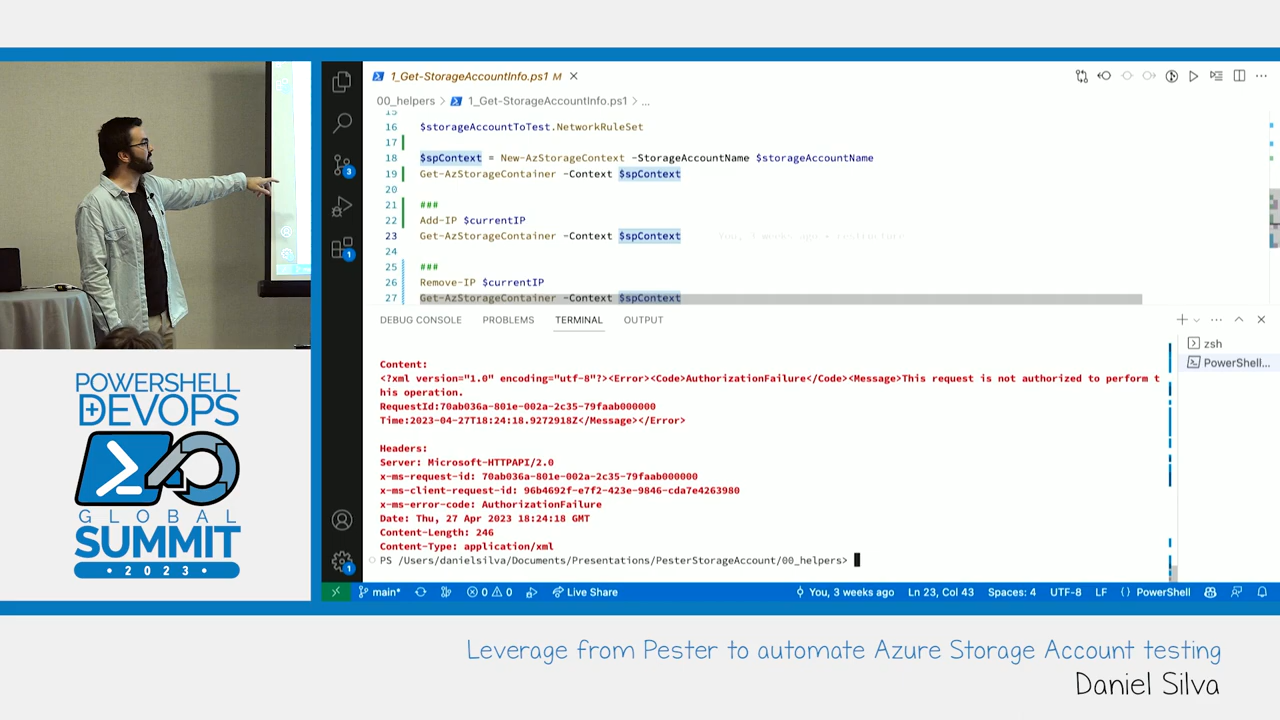 1_Get-StorageAccountInfo.ps1 M
00_helpers > 1_Get-StorageAccountInfo.ps1 > ...
15
16 $storageAccountToTest.NetworkRuleSet
17
18 $spContext = New-AzStorageContext -StorageAccountName $storageAccountName
19 Get-AzStorageContainer -Context $spContext
20
21 ###
22 Add-IP $currentIP
23 Get-AzStorageContainer -Context $spContext You, 3 weeks ago • restructure
24
25 ###
26 Remove-IP $currentIP
27 Get-AzStorageContainer -Context $spContext
3
1
1
DEBUG CONSOLE PROBLEMS TERMINAL OUTPUT
zsh
PowerShell...
Content:
<?xml version="1.0" encoding="utf-8"?><Error><Code>AuthorizationFailure</Code><Message>This request is not authorized to perform t
his operation.
RequestId:70ab036a-801e-002a-2c35-79faab000000
Time:2023-04-27T18:24:18.9272918Z</Message></Error>
Headers:
Server: Microsoft-HTTPAPI/2.0
x-ms-request-id: 70ab036a-801e-002a-2c35-79faab000000
x-ms-client-request-id: 96b4692f-e7f2-423e-9846-cda7e4263980
x-ms-error-code: AuthorizationFailure
Date: Thu, 27 Apr 2023 18:24:18 GMT
Content-Length: 246
Content-Type: application/xml
PS /Users/danielsilva/Documents/Presentations/PesterStorageAccount/00_helpers>
main* 0 0 Live Share You, 3 weeks ago Ln 23, Col 43 Spaces: 4 UTF-8 LF PowerShell
POWERSHELL
+DEVOPS
GLOBAL
SUMMIT
• 2023 •
Leverage from Pester to automate Azure Storage Account testing
Daniel Silva